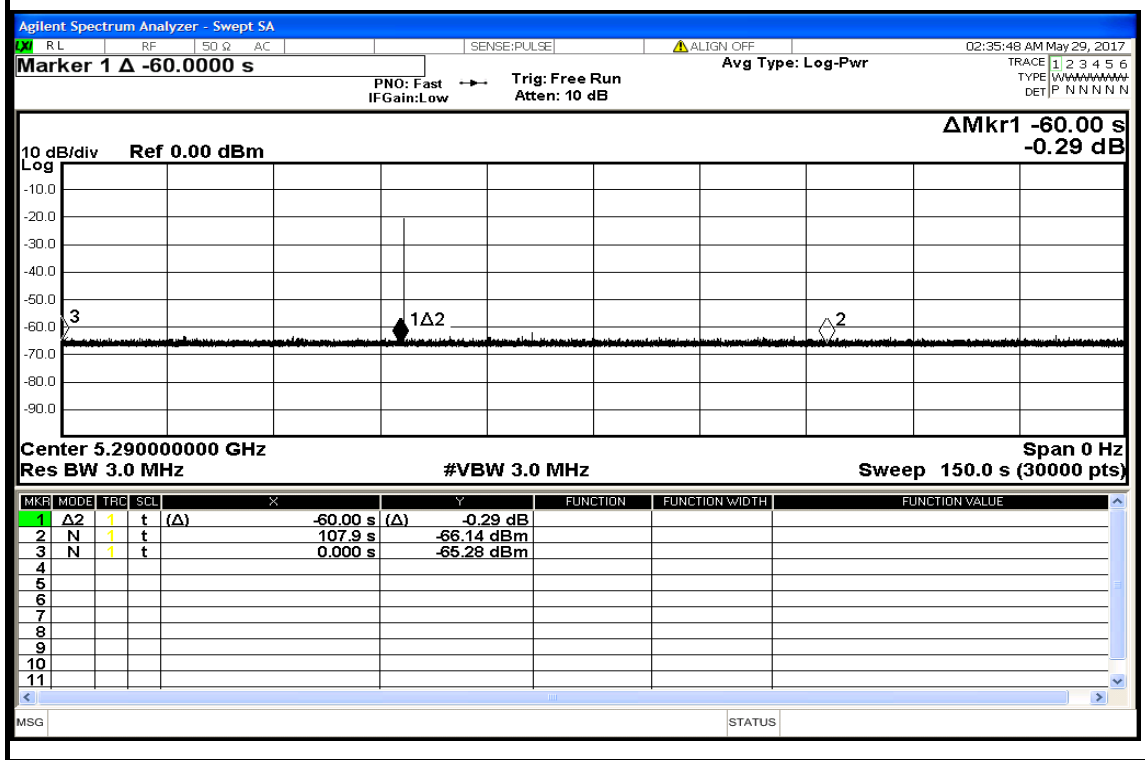 Agilent Spectrum Analyzer - Swept SA
LXI RL RF 50 Ω AC SENSE:PULSE ALIGN OFF 02:35:48 AM May 29, 2017
Marker 1 Δ -60.0000 s
Avg Type: Log-Pwr
TRACE 1 2 3 4 5 6
PNO: Fast Trig: Free Run
TYPE WWWWWW
IFGain:Low Atten: 10 dB
DET P N N N N N
ΔMkr1 -60.00 s
-0.29 dB
10 dB/div Ref 0.00 dBm
Log
-10.0
-20.0
-30.0
-40.0
-50.0
3 1Δ2 2
-60.0
-70.0
-80.0
-90.0
Center 5.290000000 GHz Span 0 Hz
Res BW 3.0 MHz #VBW 3.0 MHz Sweep 150.0 s (30000 pts)
MKR MODE TRC SCL X Y FUNCTION FUNCTION WIDTH FUNCTION VALUE
1 Δ2 1 t (Δ) -60.00 s (Δ) -0.29 dB
2 N 1 t 107.9 s -66.14 dBm
3 N 1 t 0.000 s -65.28 dBm
4
5
6
7
8
9
10
11
MSG STATUS